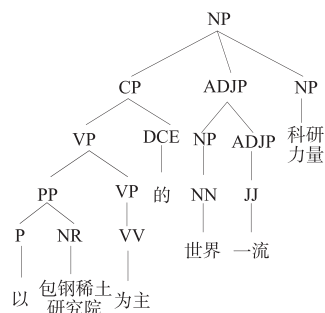 NP
CP ADJP NP
VP DCE NP ADJP 科研
力量
PP VP 的 NN JJ
P NR VV 世界 一流
以 包钢稀土 为主
研究院